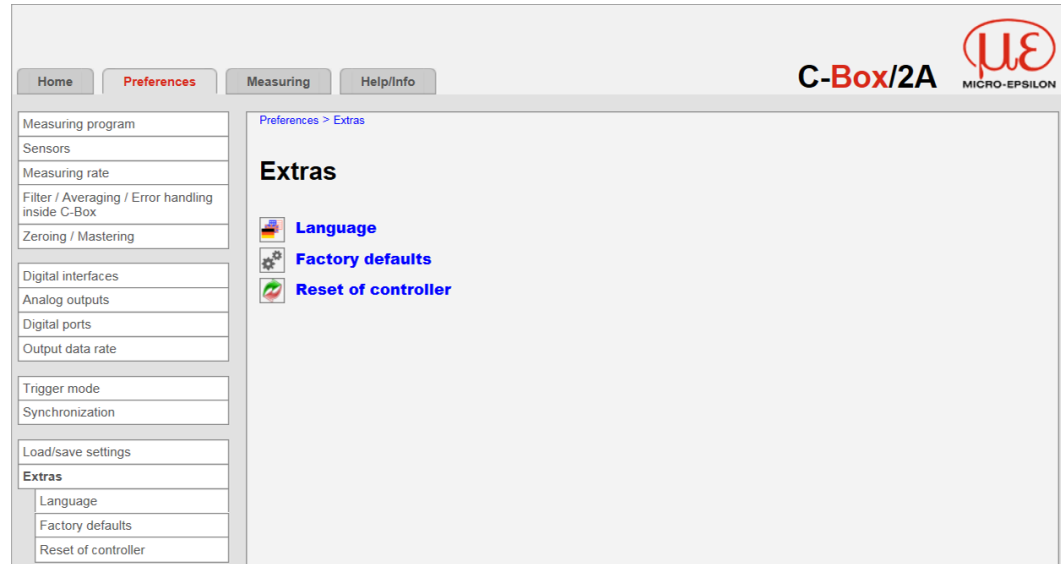 Home
Preferences
Measuring
Help/Info
C-Box/2A
με
MICRO-EPSILON
Measuring program
Sensors
Measuring rate
Filter / Averaging / Error handling
inside C-Box
Zeroing / Mastering
Digital interfaces
Analog outputs
Digital ports
Output data rate
Trigger mode
Synchronization
Load/save settings
Extras
Language
Factory defaults
Reset of controller
Preferences > Extras
Extras
Language
Factory defaults
Reset of controller